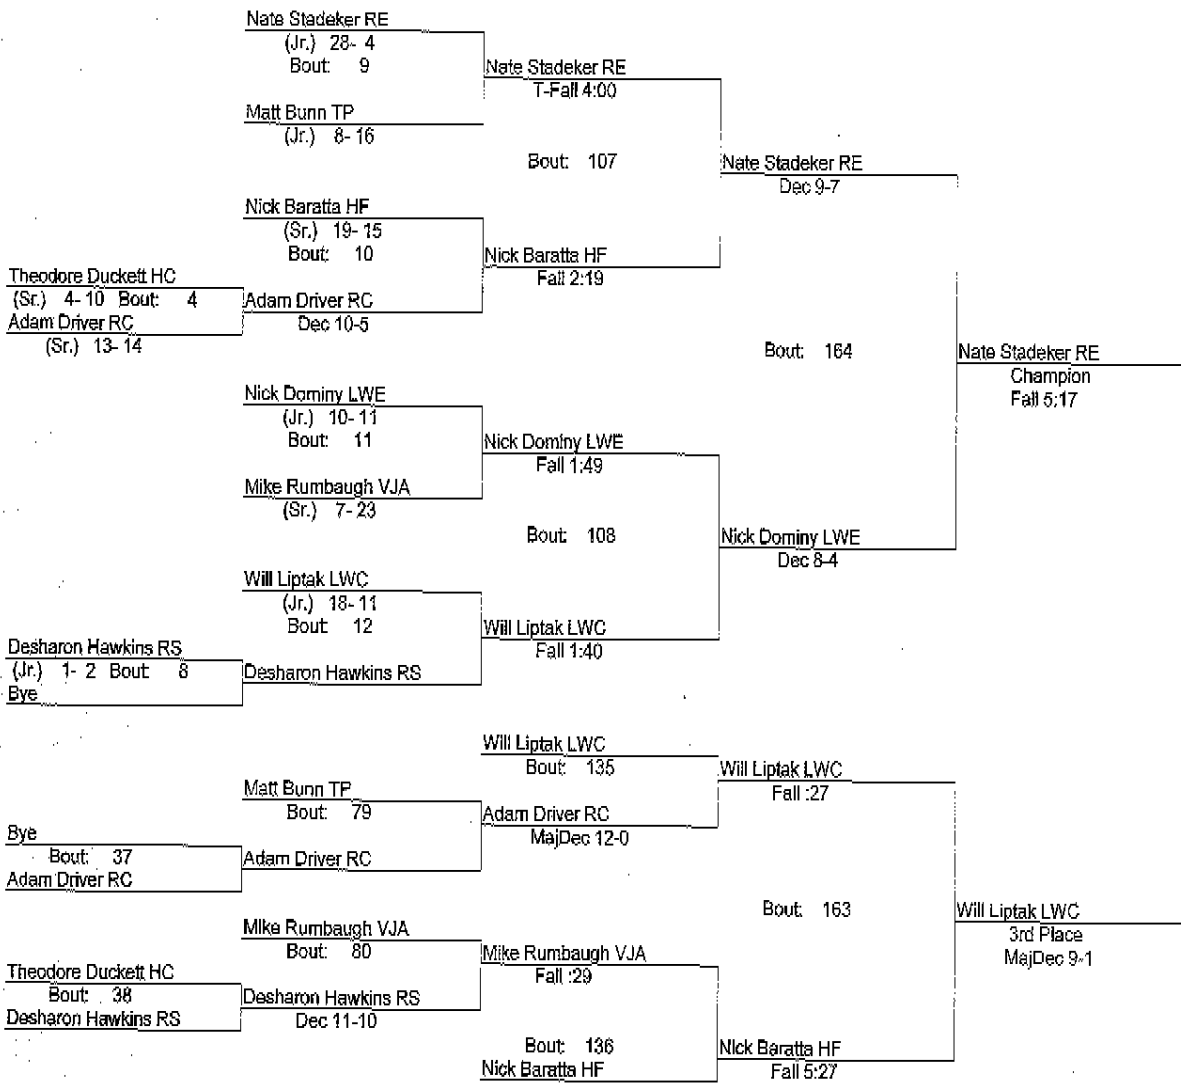 Nate Stadeker RE
(Jr.) 28- 4
Bout: 9
Nate Stadeker RE
T-Fall 4:00
Matt Bunn TP
(Jr.) 8- 16
Bout: 107
Nate Stadeker RE
Dec 9-7
Nick Baratta HF
(Sr.) 19- 15
Bout: 10
Nick Baratta HF
Fall 2:19
Theodore Duckett HC
(Sr.) 4- 10 Bout: 4
Adam Driver RC
Dec 10-5
Adam Driver RC
(Sr.) 13- 14
Bout: 164
Nate Stadeker RE
Champion
Fall 5:17
Nick Dominy LWE
(Jr.) 10- 11
Bout: 11
Nick Dominy LWE
Fall 1:49
Mike Rumbaugh VJA
(Sr.) 7- 23
Bout: 108
Nick Dominy LWE
Dec 8-4
Will Liptak LWC
(Jr.) 18- 11
Bout: 12
Will Liptak LWC
Fall 1:40
Desharon Hawkins RS
(Jr.) 1- 2 Bout: 8
Desharon Hawkins RS
Bye
Will Liptak LWC
Bout: 135
Will Liptak LWC
Fall :27
Matt Bunn TP
Bout: 79
Adam Driver RC
MajDec 12-0
Bye
Bout: 37
Adam Driver RC
Adam Driver RC
Bout: 163
Will Liptak LWC
3rd Place
MajDec 9-1
Mike Rumbaugh VJA
Bout: 80
Mike Rumbaugh VJA
Fall :29
Theodore Duckett HC
Bout: 38
Desharon Hawkins RS
Dec 11-10
Desharon Hawkins RS
Bout: 136
Nick Baratta HF
Fall 5:27
Nick Baratta HF